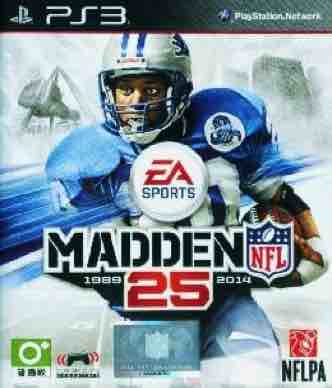 PS3
PlayStation Network
EA
SPORTS
MADDEN
NFL
1989 2014
25
NFLPA